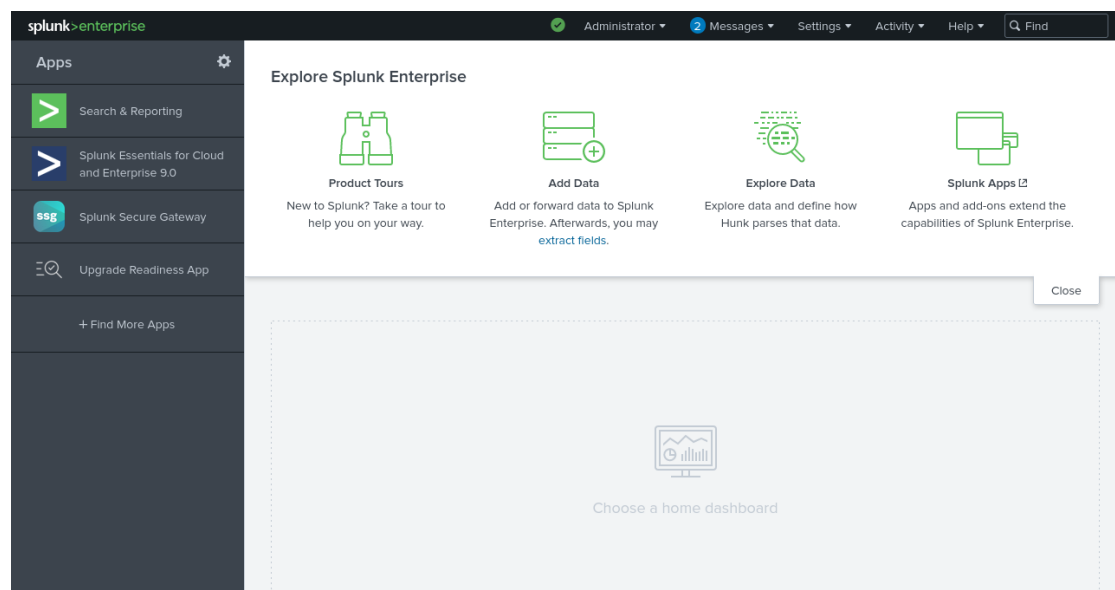 splunk>enterprise
Administrator
2 Messages
Settings
Activity
Help
Find
Apps
Search & Reporting
Splunk Essentials for Cloud
and Enterprise 9.0
ssg
Splunk Secure Gateway
Upgrade Readiness App
+ Find More Apps
Explore Splunk Enterprise
Product Tours
New to Splunk? Take a tour to
help you on your way.
Add Data
Add or forward data to Splunk
Enterprise. Afterwards, you may
extract fields.
Explore Data
Explore data and define how
Hunk parses that data.
Splunk Apps
Apps and add-ons extend the
capabilities of Splunk Enterprise.
Close
Choose a home dashboard